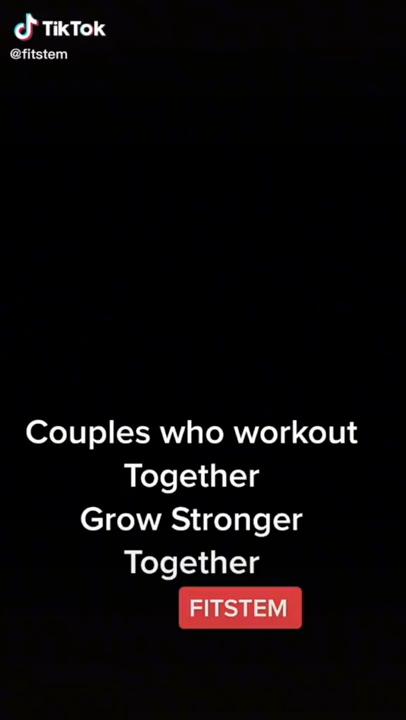 TikTok
@fitstem
Couples who workout
Together
Grow Stronger
Together
FITSTEM